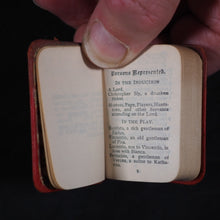 Persons Represented.
IN THE INDUCTION
A Lord.
Christopher Sly, a drunken
tinker
Hostess, Page, Players, Hunts-
men, and other Servants
attending on the Lord.
IN THE PLAY.
Baptista, a rich gentleman of
Padua.
Vincentio, an old gentleman
of Pisa.
Lucentio, son to Vincentio, in
love with Bianca.
Petruchio, a gentleman of
Verona, a suitor to Katha-